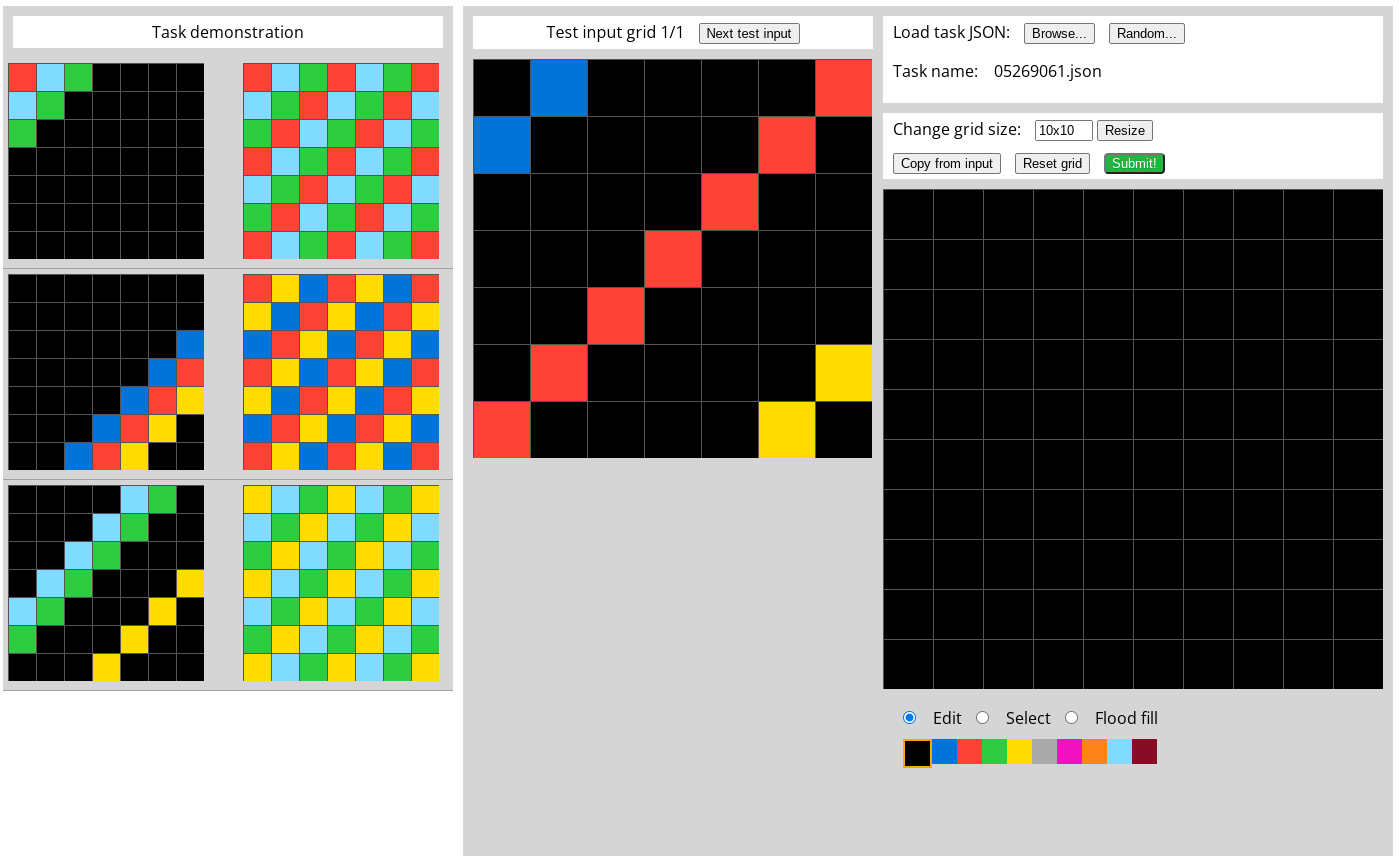 Task demonstration
Test input grid 1/1 Next test input
Load task JSON: Browse... Random...
Task name: 05269061.json
Change grid size: 10x10 Resize
Copy from input Reset grid Submit!
Edit Select Flood fill